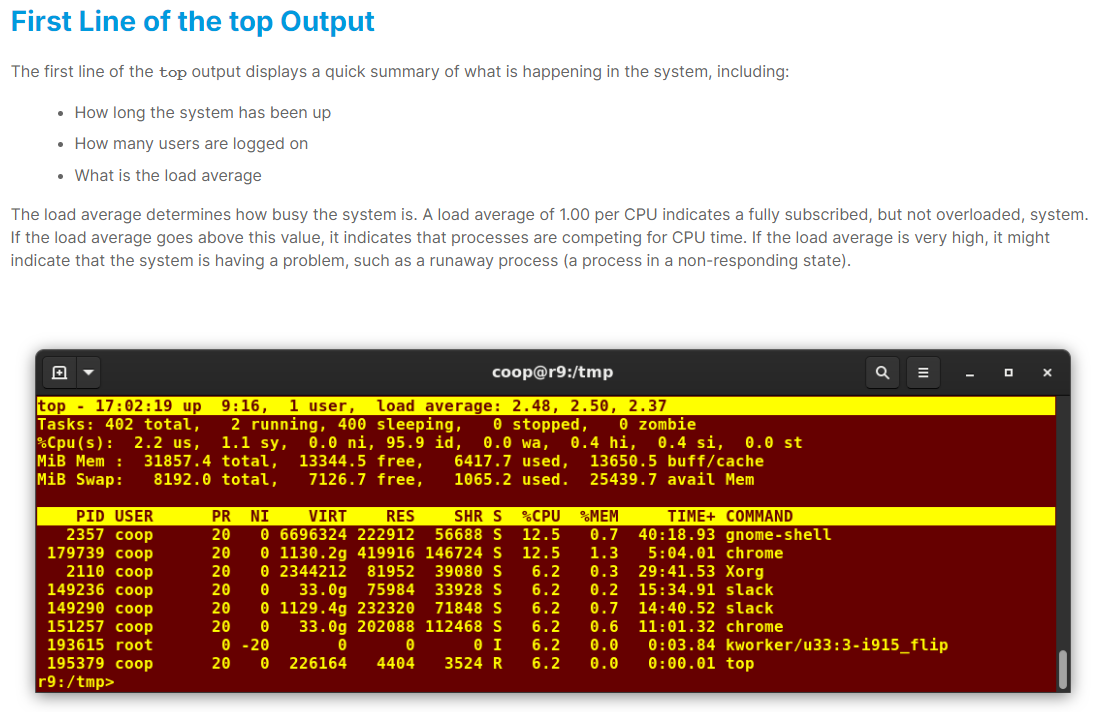 First Line of the top Output
The first line of the top output displays a quick summary of what is happening in the system, including:
• How long the system has been up
• How many users are logged on
• What is the load average
The load average determines how busy the system is. A load average of 1.00 per CPU indicates a fully subscribed, but not overloaded, system.
If the load average goes above this value, it indicates that processes are competing for CPU time. If the load average is very high, it might
indicate that the system is having a problem, such as a runaway process (a process in a non-responding state).
coop@r9:/tmp
top - 17:02:19 up  9:16,  1 user,  load average: 2.48, 2.50, 2.37
Tasks: 402 total,   2 running, 400 sleeping,   0 stopped,   0 zombie
%Cpu(s):  2.2 us,  1.1 sy,  0.0 ni, 95.9 id,  0.0 wa,  0.4 hi,  0.4 si,  0.0 st
MiB Mem :  31857.4 total,  13344.5 free,   6417.7 used,  13650.5 buff/cache
MiB Swap:   8192.0 total,   7126.7 free,   1065.2 used.  25439.7 avail Mem
    PID USER      PR  NI    VIRT    RES    SHR S  %CPU  %MEM     TIME+ COMMAND
   2357 coop      20   0 6696324 222912  56688 S  12.5   0.7  40:18.93 gnome-shell
 179739 coop      20   0 1130.2g 419916 146724 S  12.5   1.3   5:04.01 chrome
   2110 coop      20   0 2344212  81952  39080 S   6.2   0.3  29:41.53 Xorg
 149236 coop      20   0   33.0g  75984  33928 S   6.2   0.2  15:34.91 slack
 149290 coop      20   0 1129.4g 232320  71848 S   6.2   0.7  14:40.52 slack
 151257 coop      20   0   33.0g 202088 112468 S   6.2   0.6  11:01.32 chrome
 193615 root       0 -20       0      0      0 I   6.2   0.0   0:03.84 kworker/u33:3-i915_flip
 195379 coop      20   0  226164   4404   3524 R   6.2   0.0   0:00.01 top
r9:/tmp>